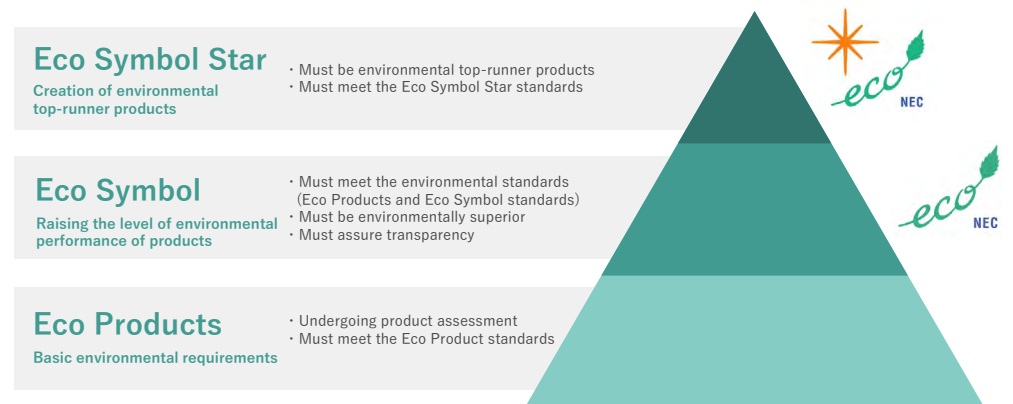 Eco Symbol Star
Creation of environmental
top-runner products
・Must be environmental top-runner products
・Must meet the Eco Symbol Star standards
eco
NEC
Eco Symbol
Raising the level of environmental
performance of products
・Must meet the environmental standards
(Eco Products and Eco Symbol standards)
・Must be environmentally superior
・Must assure transparency
eco
NEC
Eco Products
Basic environmental requirements
・Undergoing product assessment
・Must meet the Eco Product standards